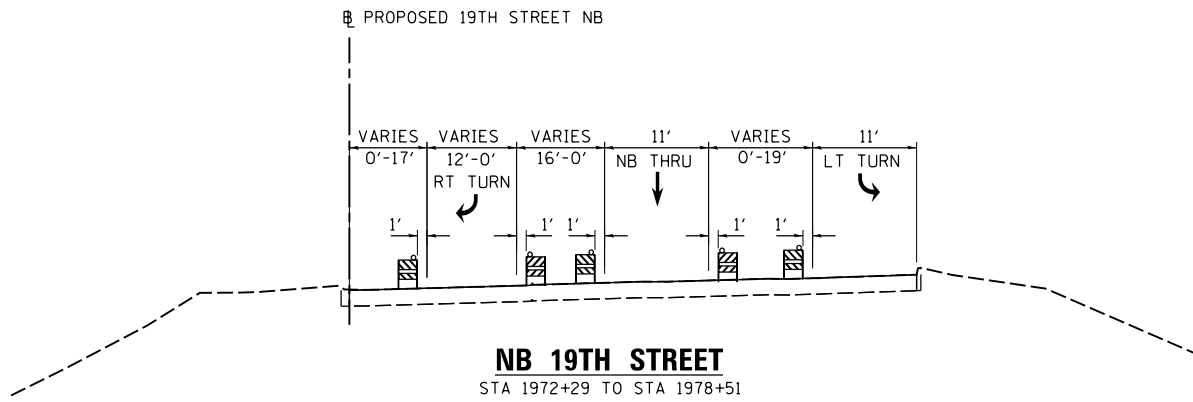 ℄ PROPOSED 19TH STREET NB
VARIES VARIES VARIES 11' VARIES 11'
0'-17' 12'-0' 16'-0' NB THRU 0'-19' LT TURN
RT TURN
1' 1' 1' 1' 1'
NB 19TH STREET
STA 1972+29 TO STA 1978+51